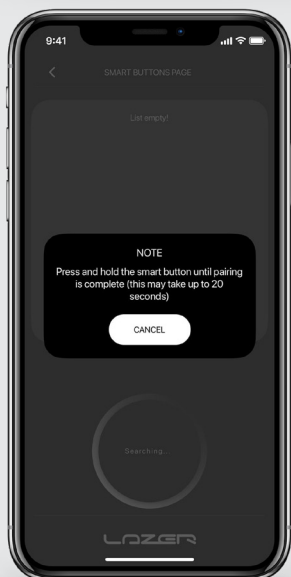 9:41
SMART BUTTONS PAGE
List empty!
NOTE
Press and hold the smart button until pairing
is complete (this may take up to 20
seconds)
CANCEL
Searching..
LAZER